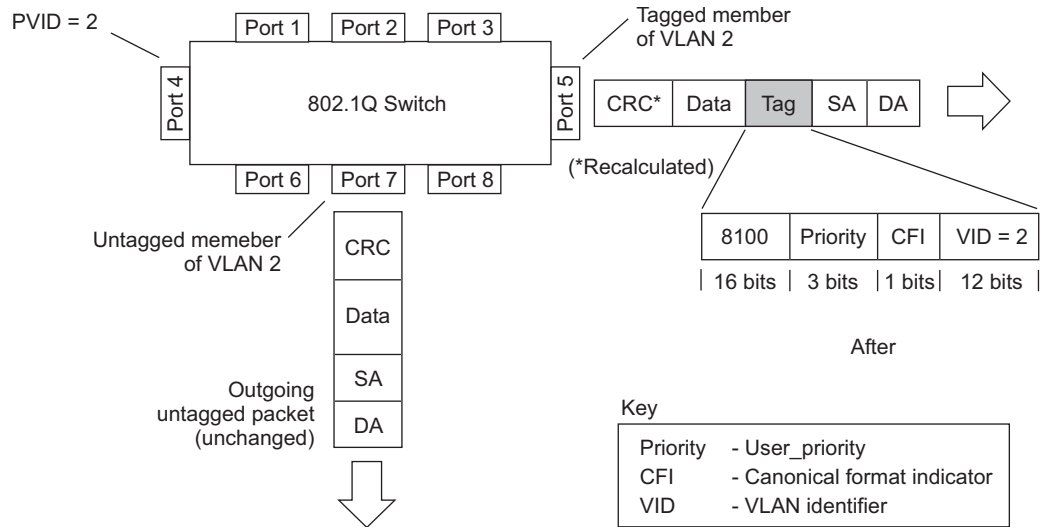 PVID = 2
Port 1
Port 2
Port 3
Tagged member
of VLAN 2
Port 4
802.1Q Switch
Port 5
CRC*
Data
Tag
SA
DA
(*Recalculated)
Port 6
Port 7
Port 8
Untagged memeber
of VLAN 2
CRC
Data
SA
DA
8100
Priority
CFI
VID = 2
16 bits
3 bits
1 bits
12 bits
After
Outgoing
untagged packet
(unchanged)
Key
Priority - User_priority
CFI - Canonical format indicator
VID - VLAN identifier